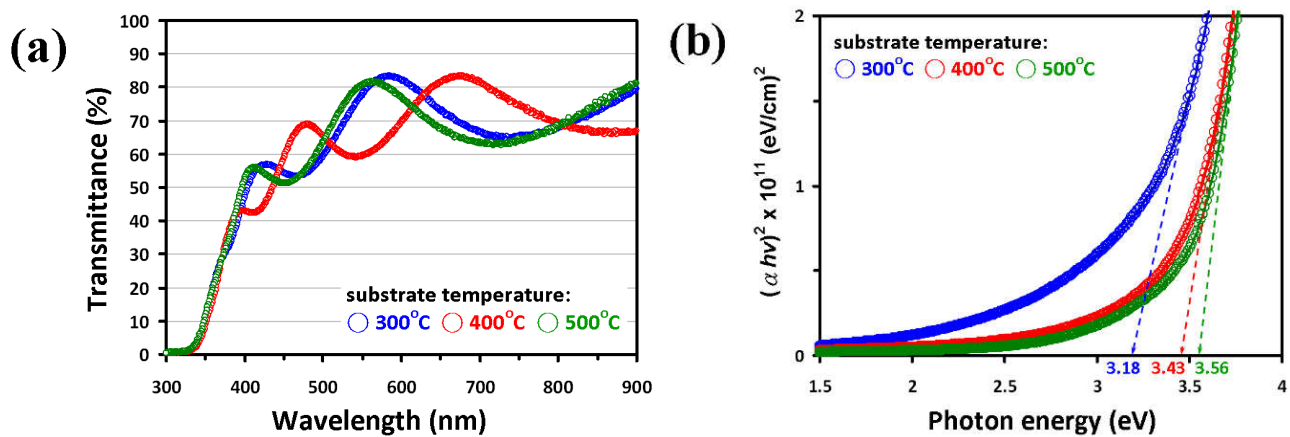 (a)
Transmittance (%)
100
90
80
70
60
50
40
30
20
10
0
300 400 500 600 700 800 900
Wavelength (nm)
substrate temperature:
300°C 400°C 500°C
(b)
(α hν)² x 10¹¹ (eV/cm)²
2
1
0
substrate temperature:
300°C 400°C 500°C
3.18 3.43 3.56
1.5 2 2.5 3 3.5 4
Photon energy (eV)